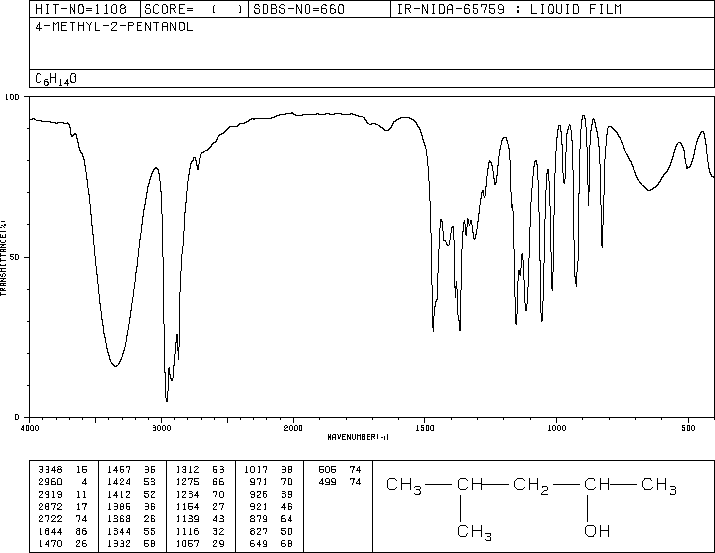 HIT-NO=1108 SCORE= ( ) SDBS-NO=660 IR-NIDA-65759 : LIQUID FILM
4-METHYL-2-PENTANOL
C6H14O
100
50
0
TRANSMITTANCE(%)
4000 3000 2000 1500 1000 500
WAVENUMBER(-1)
3348 16 1467 36 1312 53 1017 38 606 74
2960 4 1424 53 1275 66 971 70 499 74
2919 11 1412 52 1234 70 926 39
2872 17 1386 36 1154 27 921 46
2722 74 1368 26 1139 43 879 64
1644 86 1344 55 1116 32 827 50
1470 26 1332 68 1057 29 649 68
CH3 CH CH2 CH CH3
CH3 OH